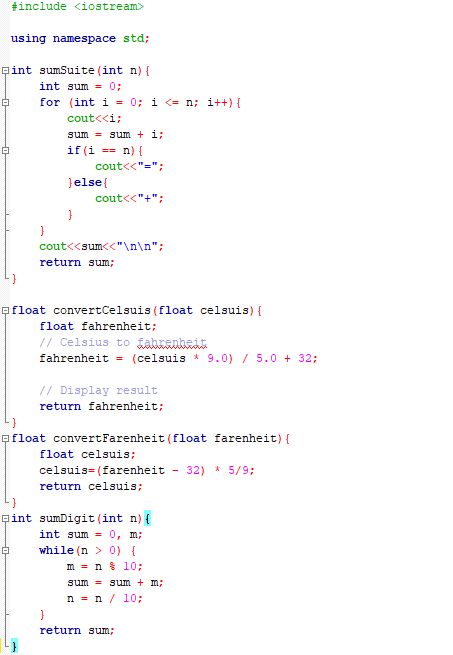 #include <iostream>
using namespace std;
int sumSuite(int n){
int sum = 0;
for (int i = 0; i <= n; i++){
cout<<i;
sum = sum + i;
if(i == n){
cout<<"=";
}else{
cout<<"+";
}
}
cout<<sum<<"\n\n";
return sum;
}
float convertCelsuis(float celsuis){
float fahrenheit;
// Celsius to fahrenheit
fahrenheit = (celsuis * 9.0) / 5.0 + 32;
// Display result
return fahrenheit;
}
float convertFarenheit(float farenheit){
float celsuis;
celsuis=(farenheit - 32) * 5/9;
return celsuis;
}
int sumDigit(int n){
int sum = 0, m;
while(n > 0) {
m = n % 10;
sum = sum + m;
n = n / 10;
}
return sum;
}